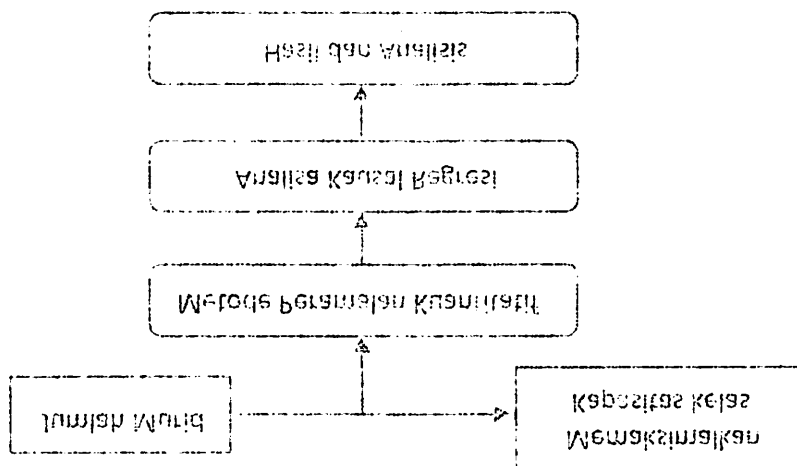 Jumlah Murid
Memaksimalkan
Kapasitas kelas
Metode Peramalan Kuantitatif
Analisa Kausal Regresi
Hasil dan Analisis